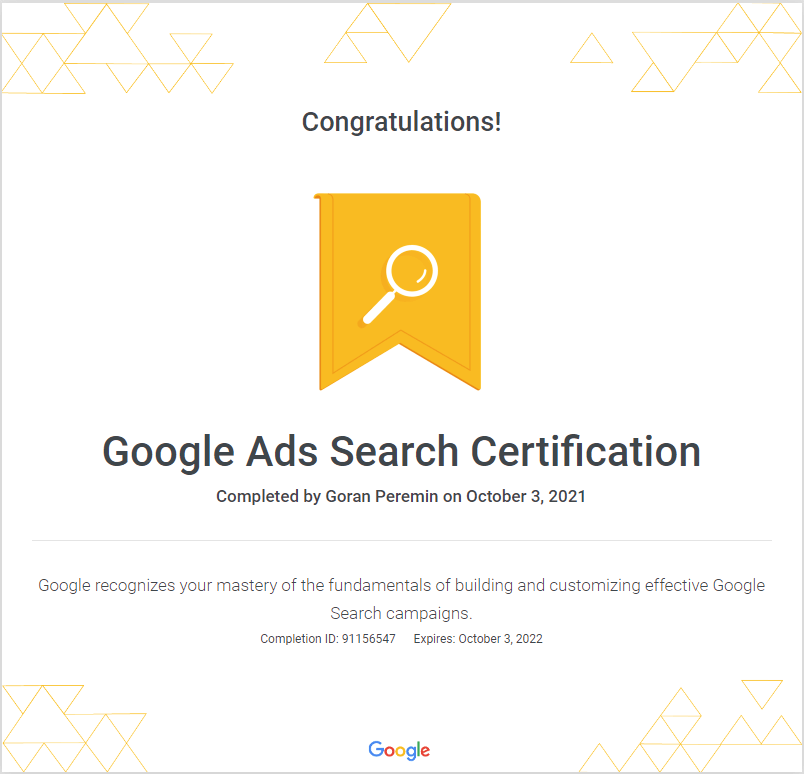 Congratulations!
Google Ads Search Certification
Completed by Goran Peremin on October 3, 2021
Google recognizes your mastery of the fundamentals of building and customizing effective Google
Search campaigns.
Completion ID: 91156547 Expires: October 3, 2022
Google